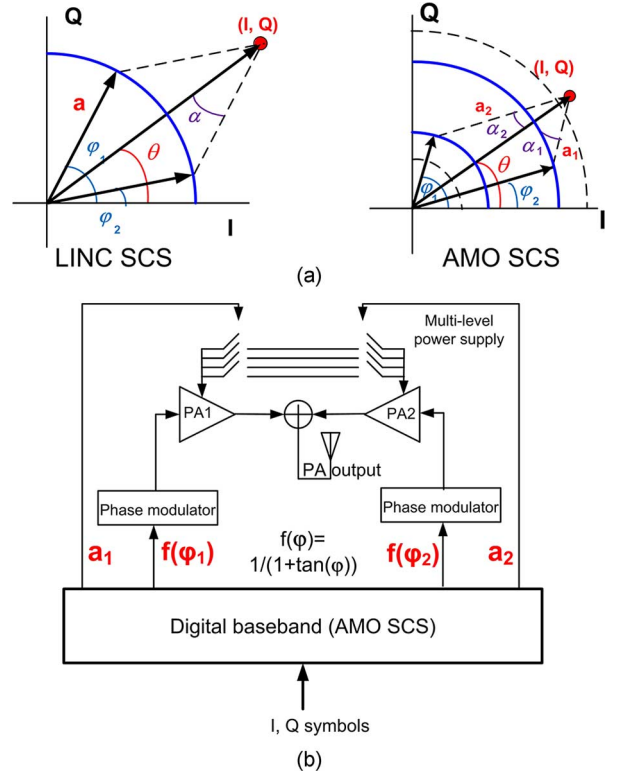 Q
(I, Q)
a
α
φ1
θ
φ2
I
LINC SCS
Q
(I, Q)
a2
α2
α1
a1
θ
φ1
φ2
I
AMO SCS
(a)
Multi-level
power supply
PA1
PA2
PA output
Phase modulator
Phase modulator
a1
f(φ1)
f(φ)=
1/(1+tan(φ))
f(φ2)
a2
Digital baseband (AMO SCS)
I, Q symbols
(b)